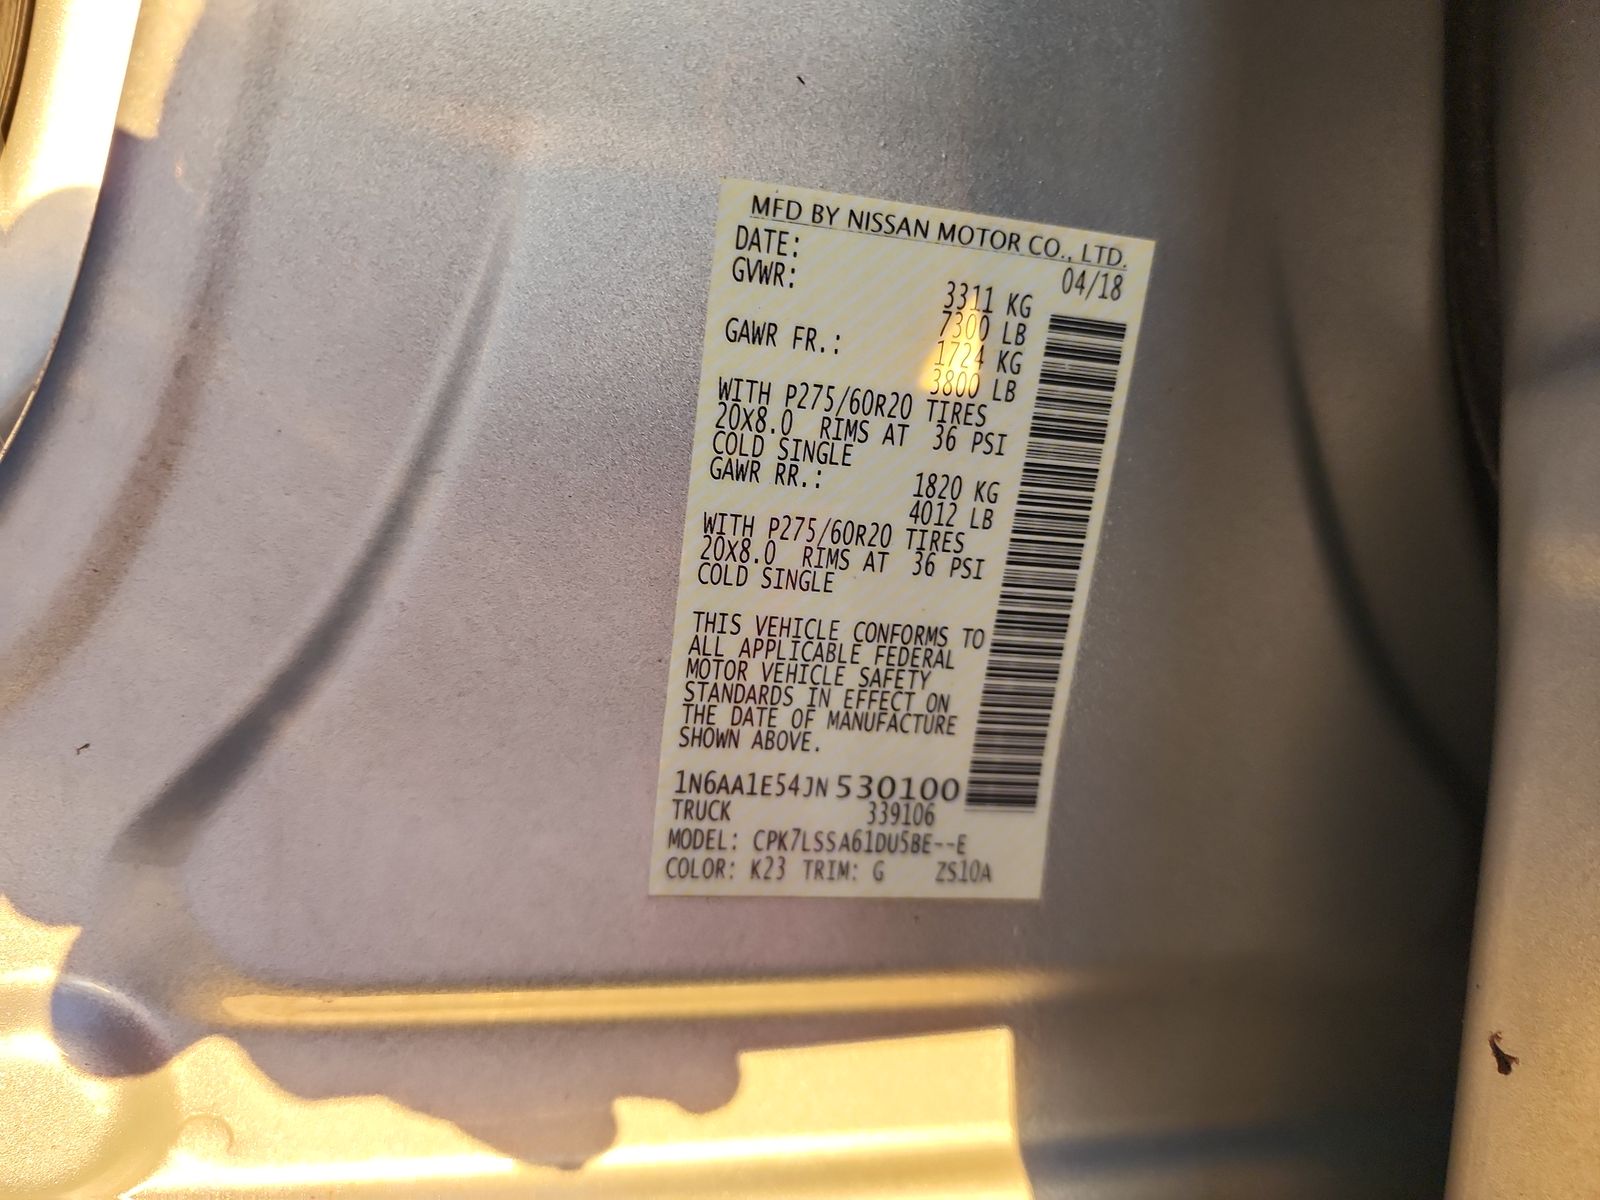 MFD BY NISSAN MOTOR CO., LTD.
DATE: 04/18
GVWR: 3311 KG
7300 LB
GAWR FR.: 1724 KG
3800 LB
WITH P275/60R20 TIRES
20X8.0 RIMS AT 36 PSI
COLD SINGLE
GAWR RR.: 1820 KG
4012 LB
WITH P275/60R20 TIRES
20X8.0 RIMS AT 36 PSI
COLD SINGLE
THIS VEHICLE CONFORMS TO
ALL APPLICABLE FEDERAL
MOTOR VEHICLE SAFETY
STANDARDS IN EFFECT ON
THE DATE OF MANUFACTURE
SHOWN ABOVE.
1N6AA1E54JN530100
TRUCK 339106
MODEL: CPK7LSSA61DU5BE--E
COLOR: K23 TRIM: G ZS10A